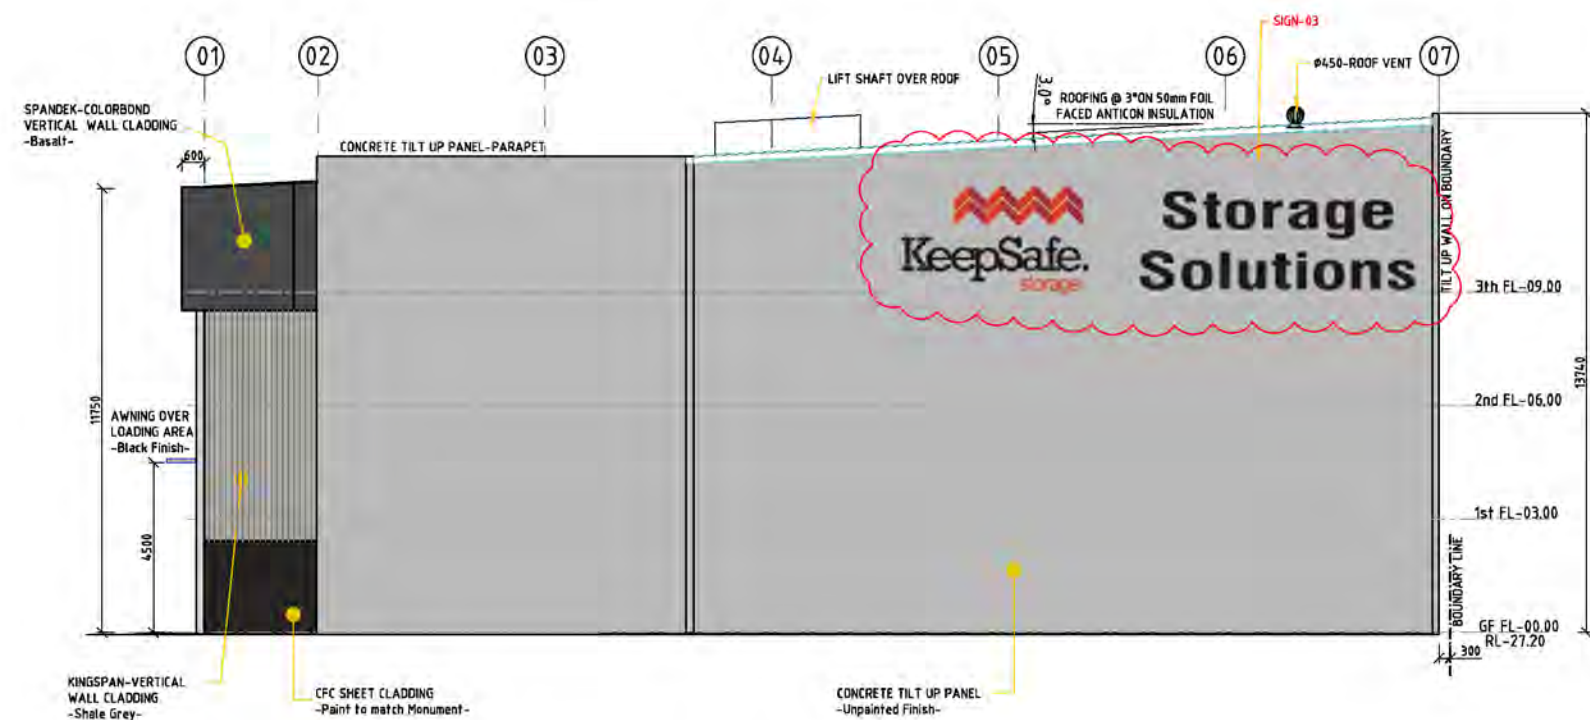 SIGN-03
01
02
03
04
05
06
07
LIFT SHAFT OVER ROOF
3.0°
ROOFING @ 3°ON 50mm FOIL
FACED ANTICON INSULATION
Ø450-ROOF VENT
SPANDEK-COLORBOND
VERTICAL WALL CLADDING
-Basalt-
600
CONCRETE TILT UP PANEL-PARAPET
KeepSafe.
storage
Storage
Solutions
TILT UP WALL ON BOUNDARY
3th FL-09.00
13740
11750
2nd FL-06.00
AWNING OVER
LOADING AREA
-Black Finish-
4500
1st FL-03.00
BOUNDARY LINE
GF FL-00.00
RL-27.20
300
KINGSPAN-VERTICAL
WALL CLADDING
-Shale Grey-
CFC SHEET CLADDING
-Paint to match Monument-
CONCRETE TILT UP PANEL
-Unpainted Finish-